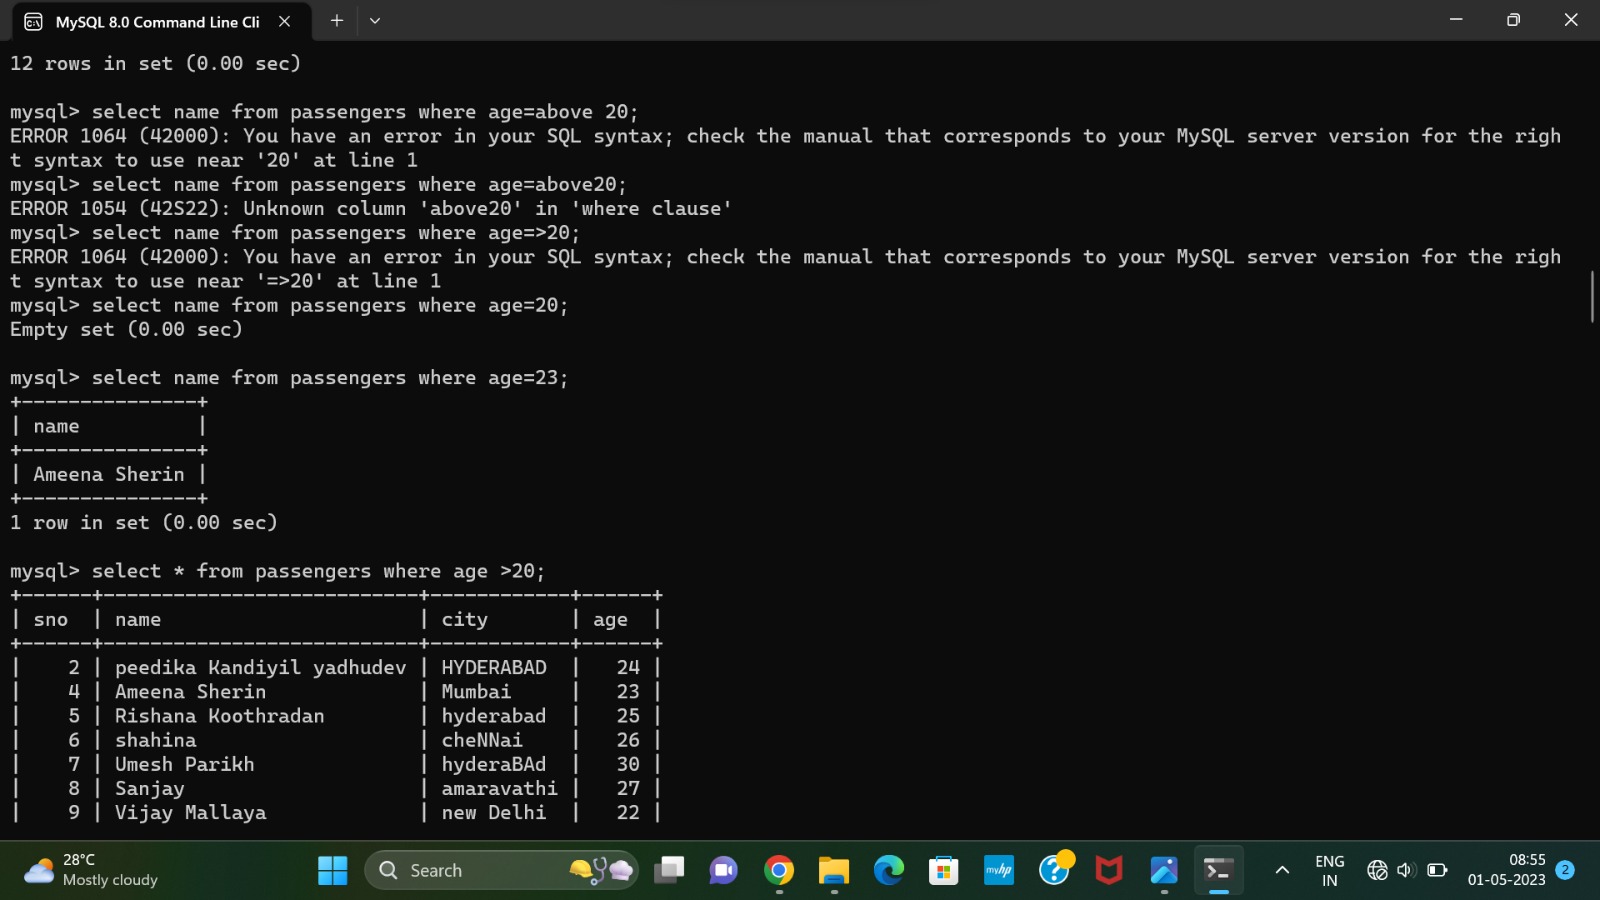 MySQL 8.0 Command Line Cli
12 rows in set (0.00 sec)
mysql> select name from passengers where age=above 20;
ERROR 1064 (42000): You have an error in your SQL syntax; check the manual that corresponds to your MySQL server version for the righ
t syntax to use near '20' at line 1
mysql> select name from passengers where age=above20;
ERROR 1054 (42S22): Unknown column 'above20' in 'where clause'
mysql> select name from passengers where age=>20;
ERROR 1064 (42000): You have an error in your SQL syntax; check the manual that corresponds to your MySQL server version for the righ
t syntax to use near '=>20' at line 1
mysql> select name from passengers where age=20;
Empty set (0.00 sec)
mysql> select name from passengers where age=23;
+---------------+
| name          |
+---------------+
| Ameena Sherin |
+---------------+
1 row in set (0.00 sec)
mysql> select * from passengers where age >20;
+------+---------------------------+------------+------+
| sno  | name                      | city       | age  |
+------+---------------------------+------------+------+
|    2 | peedika Kandiyil yadhudev | HYDERABAD  |   24 |
|    4 | Ameena Sherin             | Mumbai     |   23 |
|    5 | Rishana Koothradan        | hyderabad  |   25 |
|    6 | shahina                   | cheNNai    |   26 |
|    7 | Umesh Parikh              | hyderaBAd  |   30 |
|    8 | Sanjay                    | amaravathi |   27 |
|    9 | Vijay Mallaya             | new Delhi  |   22 |
28°C
Mostly cloudy
Search
myhp
ENG
IN
08:55
01-05-2023
2